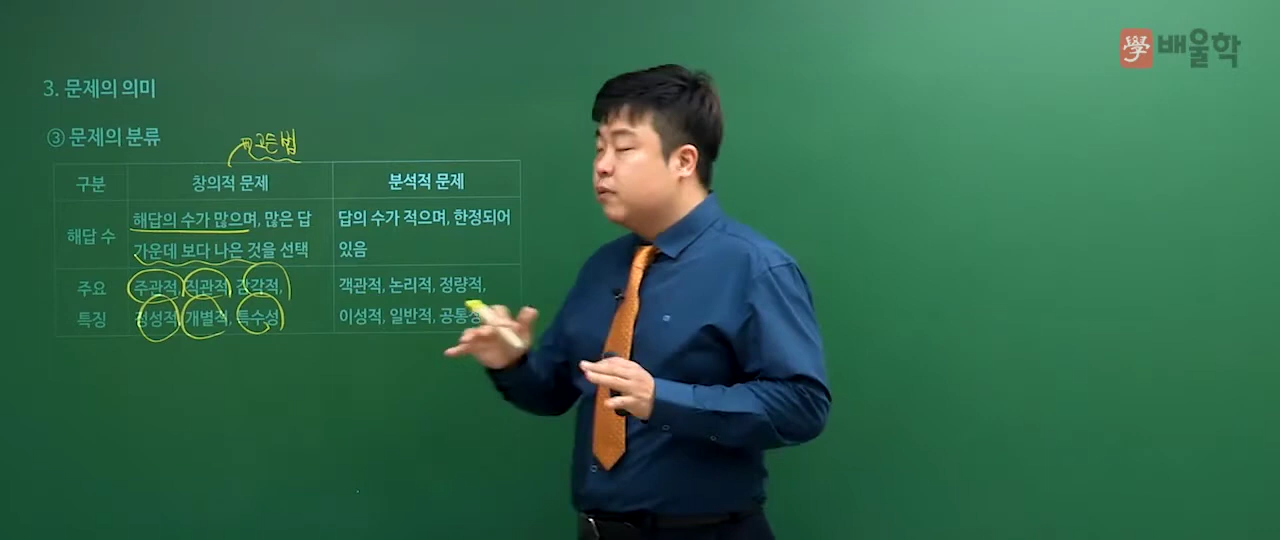 學 배울학
3. 문제의 의미
③ 문제의 분류
구분 창의적 문제 분석적 문제
해답 수 해답의 수가 많으며, 많은 답 답의 수가 적으며, 한정되어
가운데 보다 나은 것을 선택 있음
주요 주관적, 직관적, 감각적, 객관적, 논리적, 정량적,
특징 정성적, 개별적, 특수성 이성적, 일반적, 공통성